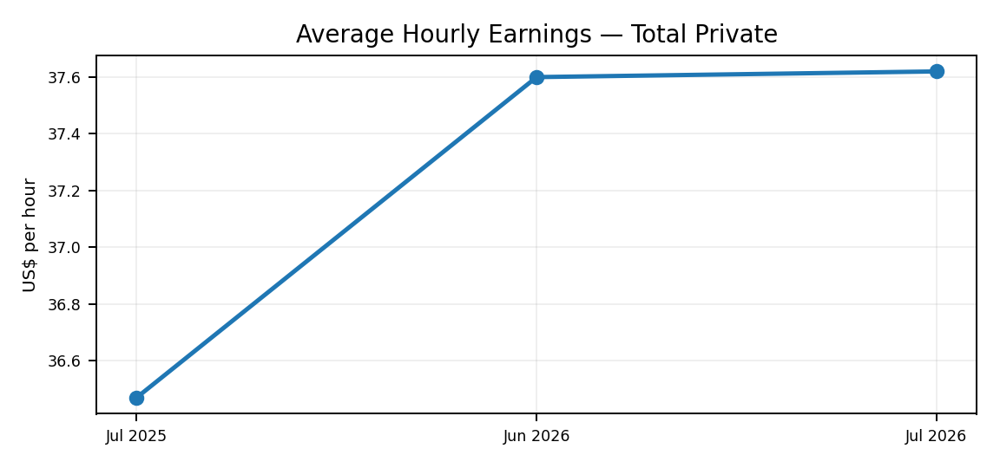 Average Hourly Earnings — Total Private
US$ per hour
37.6
37.4
37.2
37.0
36.8
36.6
Jul 2025
Jun 2026
Jul 2026